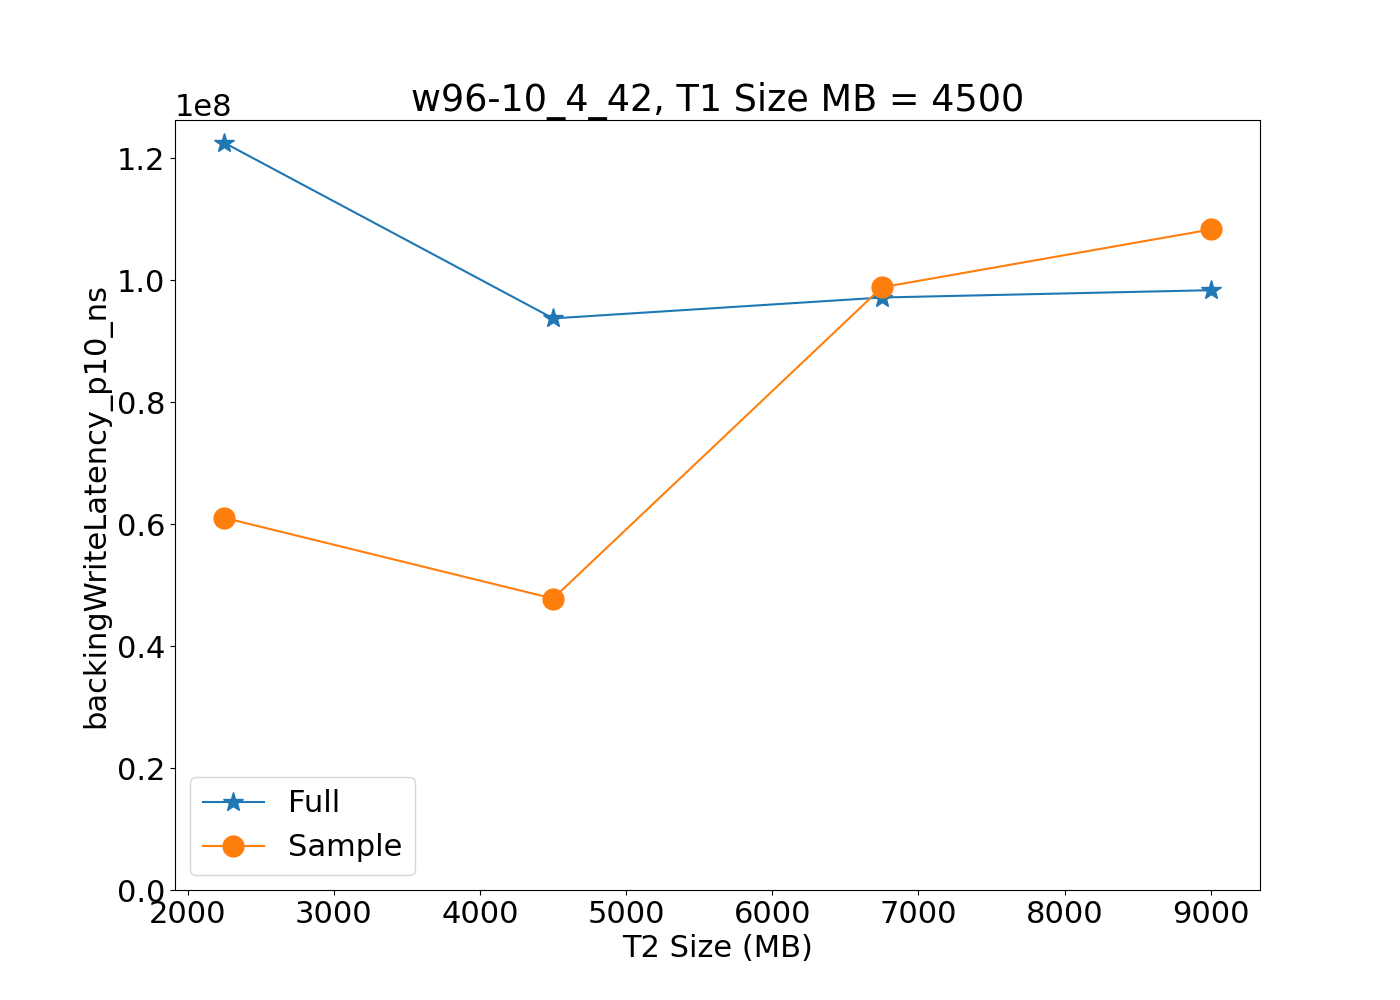 w96-10_4_42, T1 Size MB = 4500
1e8
1.2
1.0
0.8
0.6
0.4
0.2
0.0
backingWriteLatency_p10_ns
Full
Sample
2000 3000 4000 5000 6000 7000 8000 9000
T2 Size (MB)